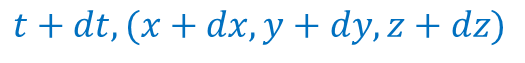 t + dt, (x + dx, y + dy, z + dz)